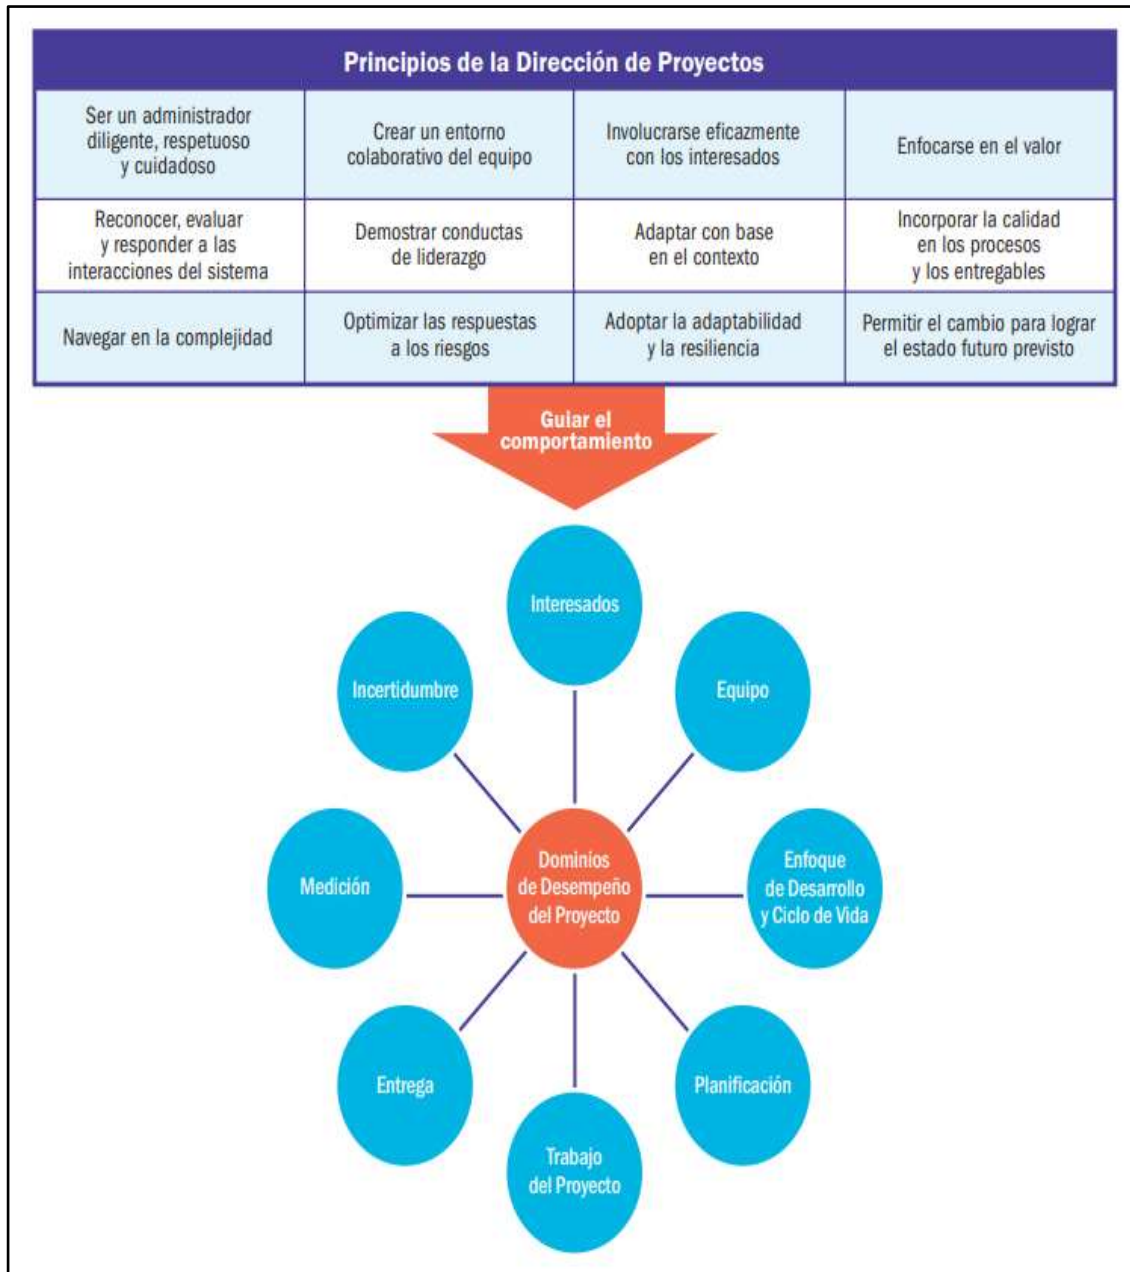 Principios de la Dirección de Proyectos
Ser un administrador
diligente, respetuoso
y cuidadoso
Crear un entorno
colaborativo del equipo
Involucrarse eficazmente
con los interesados
Enfocarse en el valor
Reconocer, evaluar
y responder a las
interacciones del sistema
Demostrar conductas
de liderazgo
Adaptar con base
en el contexto
Incorporar la calidad
en los procesos
y los entregables
Navegar en la complejidad
Optimizar las respuestas
a los riesgos
Adoptar la adaptabilidad
y la resiliencia
Permitir el cambio para lograr
el estado futuro previsto
Guiar el
comportamiento
Interesados
Incertidumbre
Equipo
Medición
Dominios
de Desempeño
del Proyecto
Enfoque
de Desarrollo
y Ciclo de Vida
Entrega
Planificación
Trabajo
del Proyecto